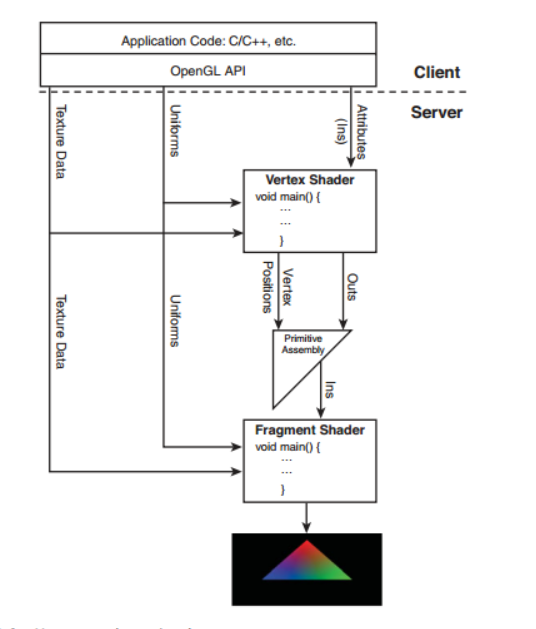 Application Code: C/C++, etc.
OpenGL API
Client
Server
Texture Data
Uniforms
Attributes
(Ins)
Vertex Shader
void main() {
...
...
}
Vertex
Positions
Outs
Texture Data
Uniforms
Primitive
Assembly
Ins
Fragment Shader
void main() {
...
...
}